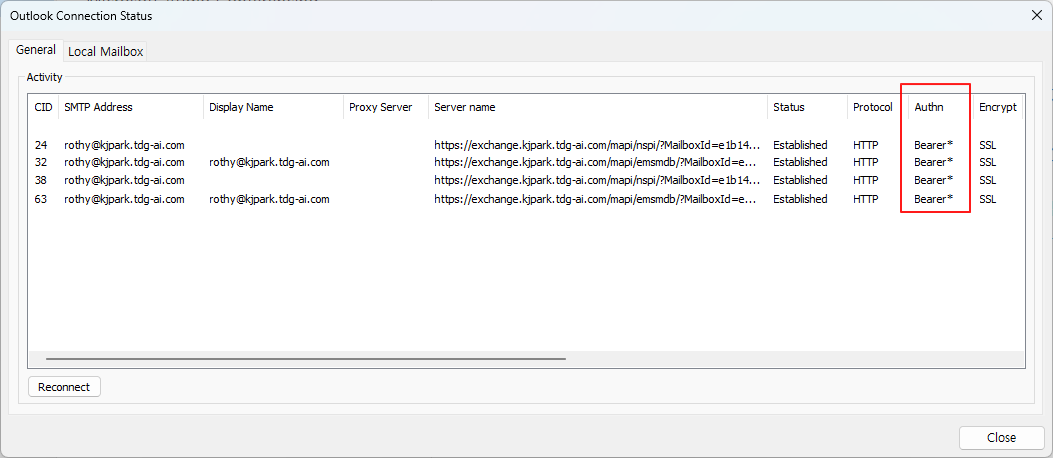 Outlook Connection Status
General Local Mailbox
Activity
CID SMTP Address Display Name Proxy Server Server name Status Protocol Authn Encrypt
24 rothy@kjpark.tdg-ai.com https://exchange.kjpark.tdg-ai.com/mapi/nspi/?MailboxId=e1b14... Established HTTP Bearer* SSL
32 rothy@kjpark.tdg-ai.com rothy@kjpark.tdg-ai.com https://exchange.kjpark.tdg-ai.com/mapi/emsmdb/?MailboxId=e... Established HTTP Bearer* SSL
38 rothy@kjpark.tdg-ai.com https://exchange.kjpark.tdg-ai.com/mapi/nspi/?MailboxId=e1b14... Established HTTP Bearer* SSL
63 rothy@kjpark.tdg-ai.com rothy@kjpark.tdg-ai.com https://exchange.kjpark.tdg-ai.com/mapi/emsmdb/?MailboxId=e... Established HTTP Bearer* SSL
Reconnect
Close